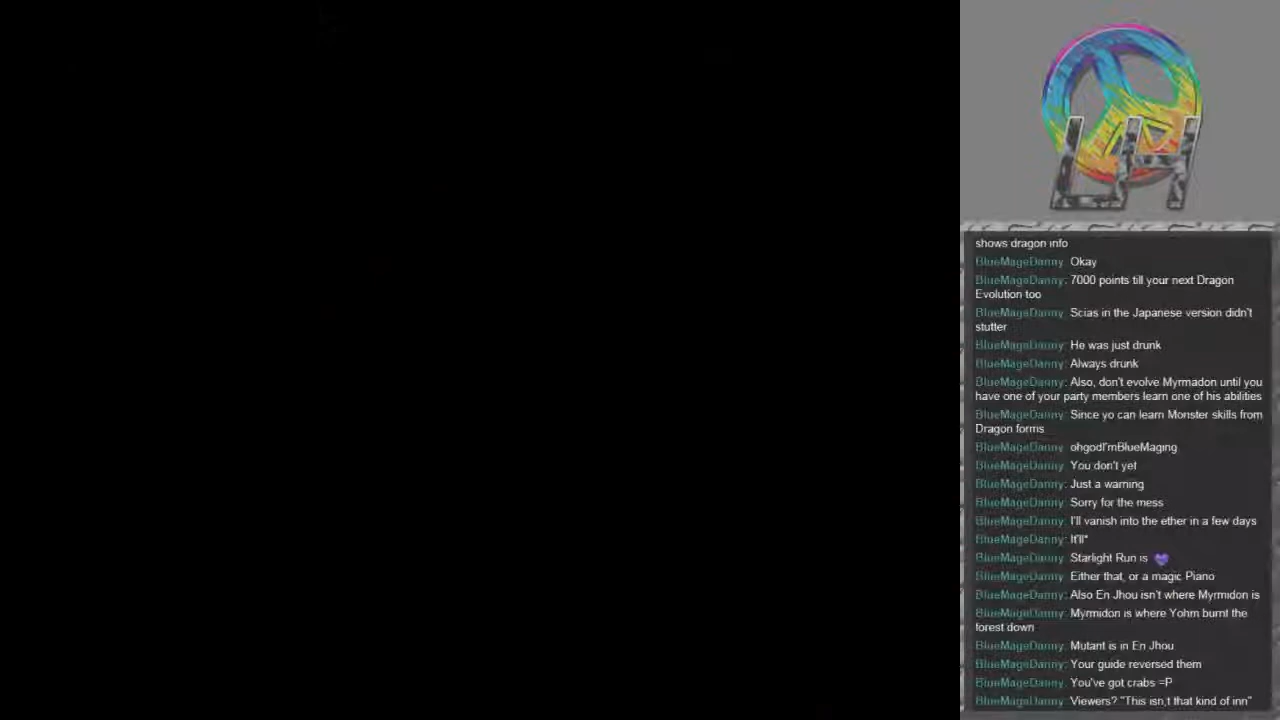 LH
shows dragon info
BlueMageDanny: Okay
BlueMageDanny: 7000 points till your next Dragon
Evolution too
BlueMageDanny: Scias in the Japanese version didn't
stutter
BlueMageDanny: He was just drunk
BlueMageDanny: Always drunk
BlueMageDanny: Also, don't evolve Myrmadon until you
have one of your party members learn one of his abilities
BlueMageDanny: Since yo can learn Monster skills from
Dragon forms
BlueMageDanny: ohgodI'mBlueMaging
BlueMageDanny: You don't yet
BlueMageDanny: Just a warning
BlueMageDanny: Sorry for the mess
BlueMageDanny: I'll vanish into the ether in a few days
BlueMageDanny: It'll*
BlueMageDanny: Starlight Run is
BlueMageDanny: Either that, or a magic Piano
BlueMageDanny: Also En Jhou isn't where Myrmidon is
BlueMageDanny: Myrmidon is where Yohm burnt the
forest down
BlueMageDanny: Mutant is in En Jhou
BlueMageDanny: Your guide reversed them
BlueMageDanny: You've got crabs =P
BlueMageDanny: Viewers? "This isn,t that kind of inn"